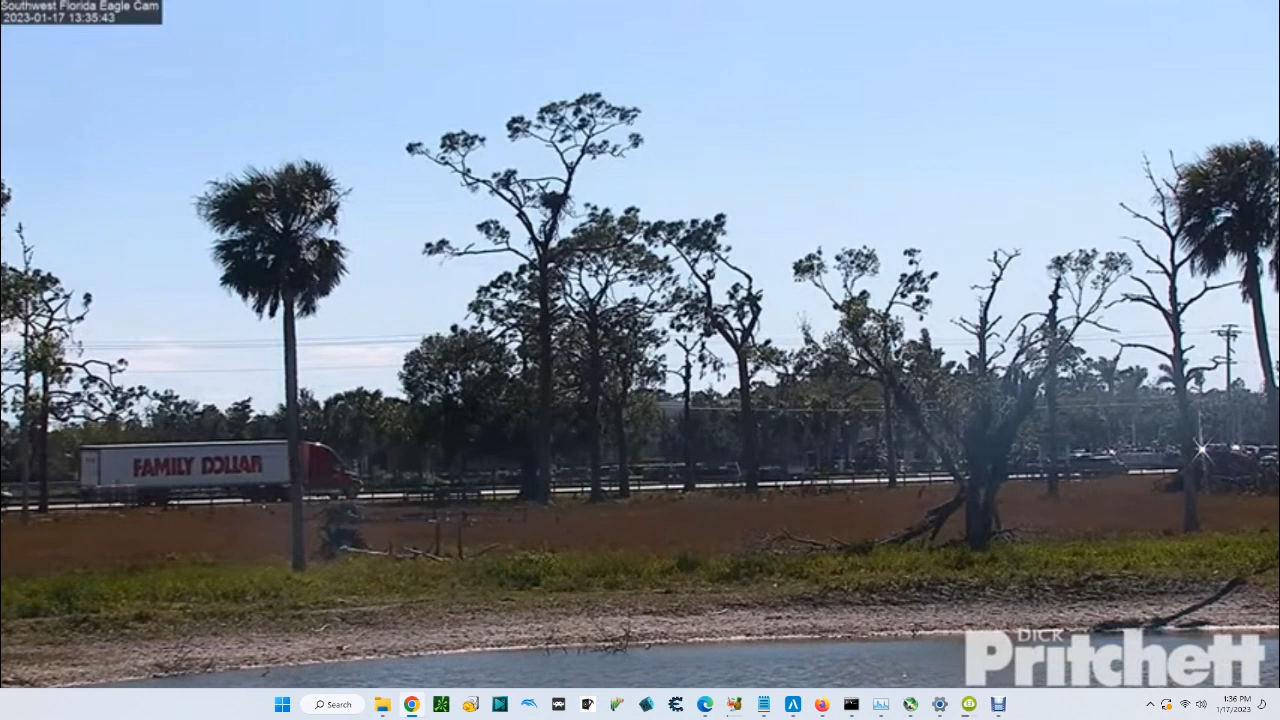 Southwest Florida Eagle Cam
2023-01-17 13:35:43
FAMILY DOLLAR
DICK
Pritchett
Search
1:36 PM
1/17/2023